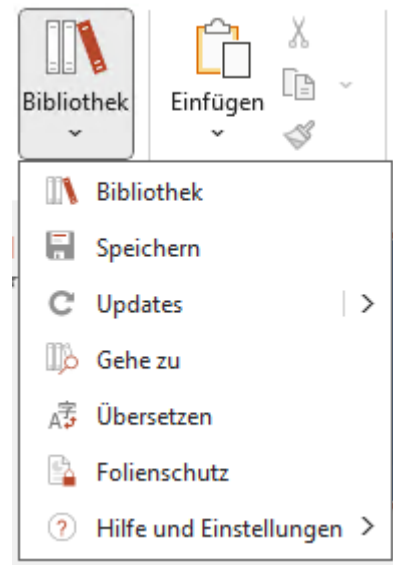 Bibliothek
Einfügen
Bibliothek
Speichern
Updates
Gehe zu
Übersetzen
Folienschutz
Hilfe und Einstellungen